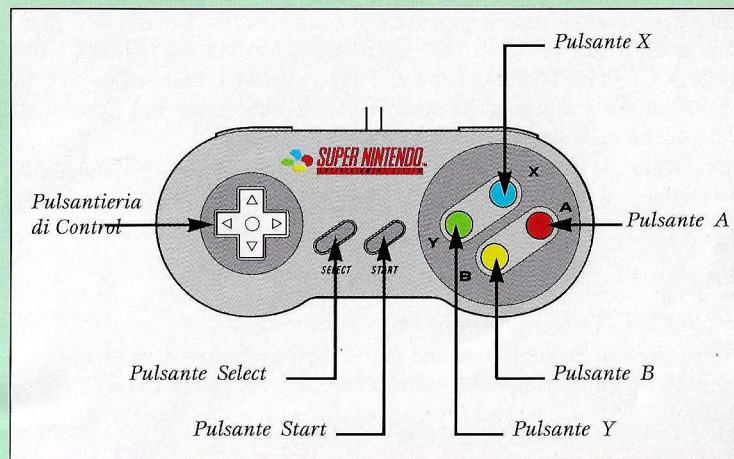 Pulsante X
SUPER NINTENDO
ENTERTAINMENT SYSTEM
X
Pulsantieria
di Control
A
Pulsante A
Y
SELECT
START
B
Pulsante Select
Pulsante B
Pulsante Start
Pulsante Y